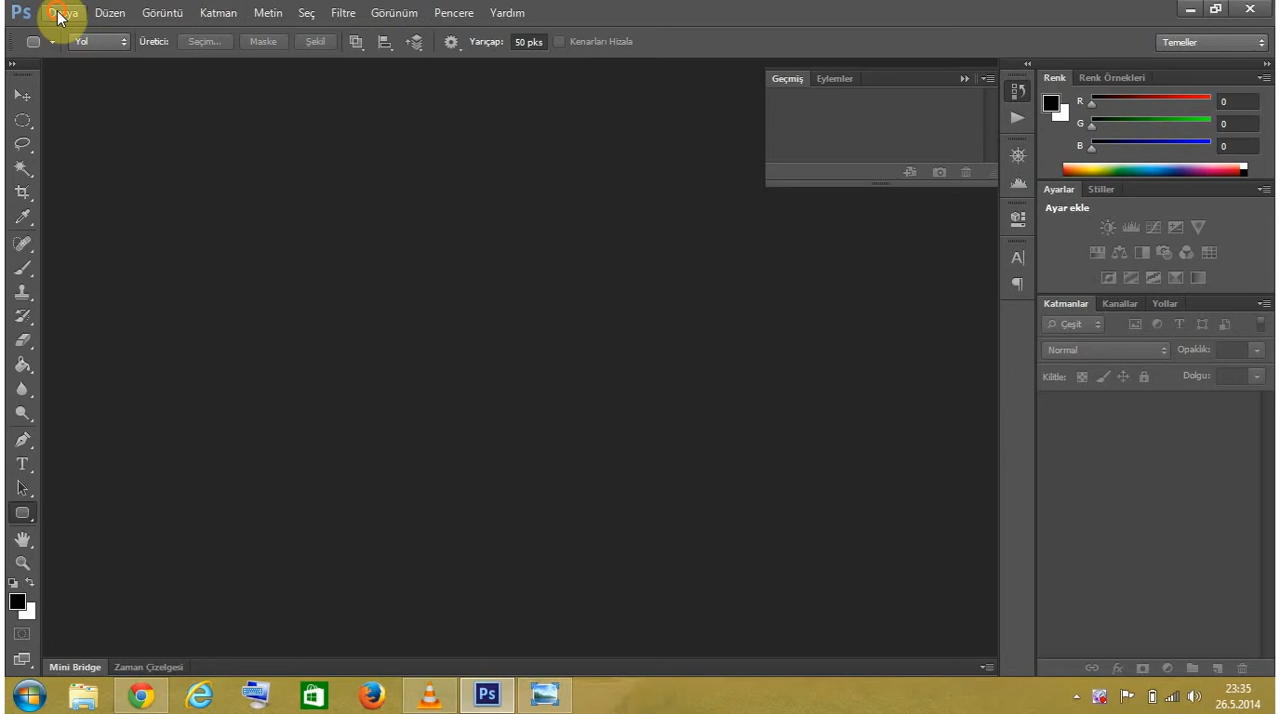 Ps Dosya Düzen Görüntü Katman Metin Seç Filtre Görünüm Pencere Yardım
Yol Üretici: Seçim... Maske Şekil Yarıçap: 50 pks Kenarları Hizala Temeller
Geçmiş Eylemler
Renk Renk Örnekleri
R 0
G 0
B 0
Ayarlar Stiller
Ayar ekle
Katmanlar Kanallar Yollar
Çeşit
Normal Opaklık:
Kilitle: Dolgu:
Mini Bridge Zaman Çizelgesi
Ps
23:35
26.5.2014